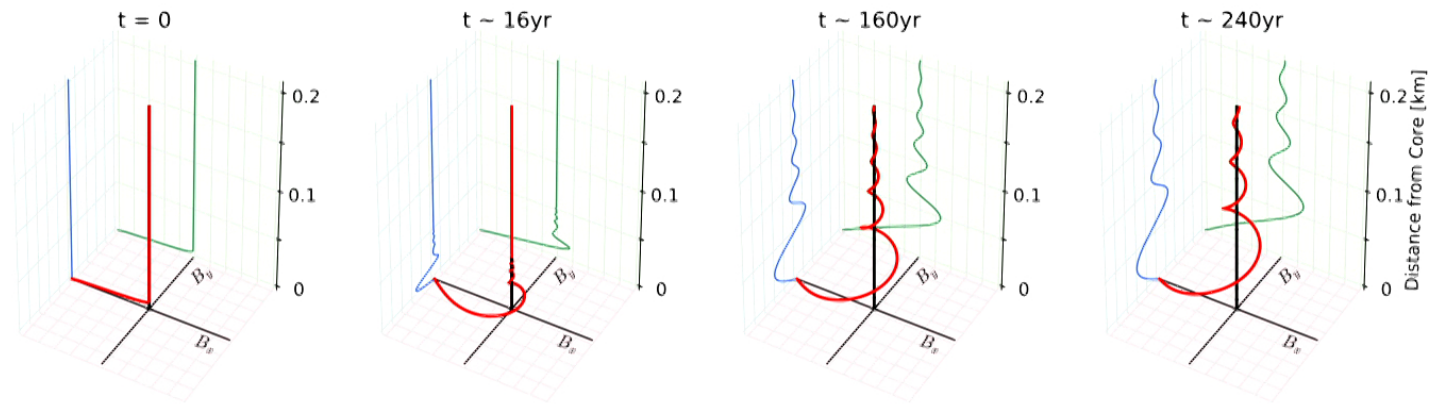 t = 0
t ~ 16yr
t ~ 160yr
t ~ 240yr
0.2
0.1
0
B_y
B_x
0.2
0.1
0
B_y
B_x
0.2
0.1
0
B_y
B_x
0.2
0.1
0
B_y
B_x
Distance from Core [km]